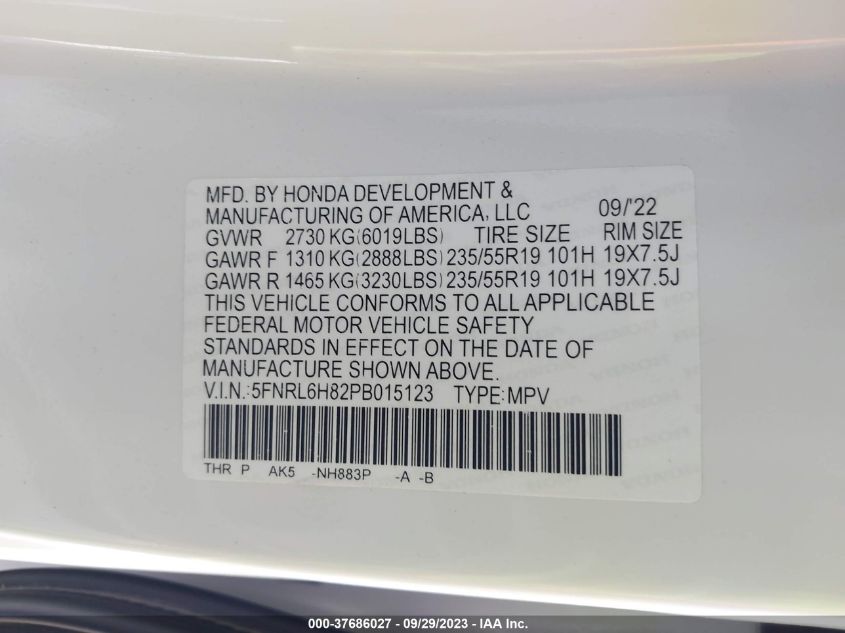 MFD. BY HONDA DEVELOPMENT &
MANUFACTURING OF AMERICA, LLC 09/'22
GVWR 2730 KG(6019LBS) TIRE SIZE RIM SIZE
GAWR F 1310 KG(2888LBS) 235/55R19 101H 19X7.5J
GAWR R 1465 KG(3230LBS) 235/55R19 101H 19X7.5J
THIS VEHICLE CONFORMS TO ALL APPLICABLE
FEDERAL MOTOR VEHICLE SAFETY
STANDARDS IN EFFECT ON THE DATE OF
MANUFACTURE SHOWN ABOVE.
V.I.N.:5FNRL6H82PB015123 TYPE:MPV
THR P AK5 -NH883P -A -B
000-37686027 - 09/29/2023 - IAA Inc.